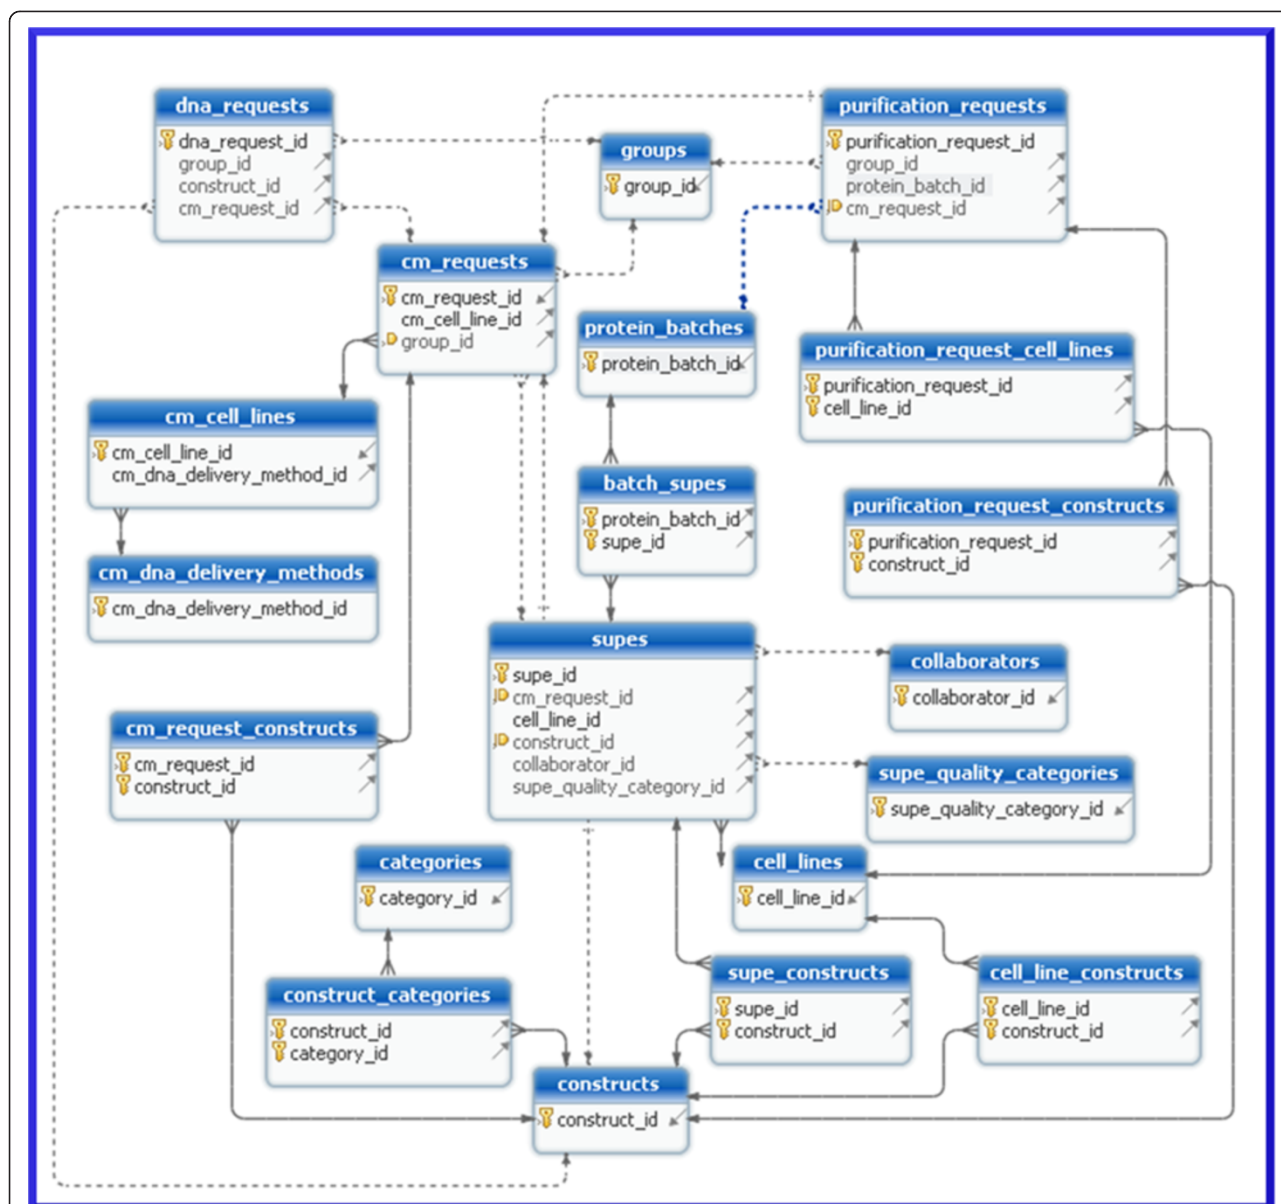 dna_requests
dna_request_id
group_id
construct_id
cm_request_id
groups
group_id
purification_requests
purification_request_id
group_id
protein_batch_id
cm_request_id
cm_requests
cm_request_id
cm_cell_line_id
group_id
protein_batches
protein_batch_id
purification_request_cell_lines
purification_request_id
cell_line_id
cm_cell_lines
cm_cell_line_id
cm_dna_delivery_method_id
batch_supes
protein_batch_id
supe_id
purification_request_constructs
purification_request_id
construct_id
cm_dna_delivery_methods
cm_dna_delivery_method_id
supes
supe_id
cm_request_id
cell_line_id
construct_id
collaborator_id
supe_quality_category_id
collaborators
collaborator_id
cm_request_constructs
cm_request_id
construct_id
supe_quality_categories
supe_quality_category_id
categories
category_id
cell_lines
cell_line_id
construct_categories
construct_id
category_id
supe_constructs
supe_id
construct_id
cell_line_constructs
cell_line_id
construct_id
constructs
construct_id